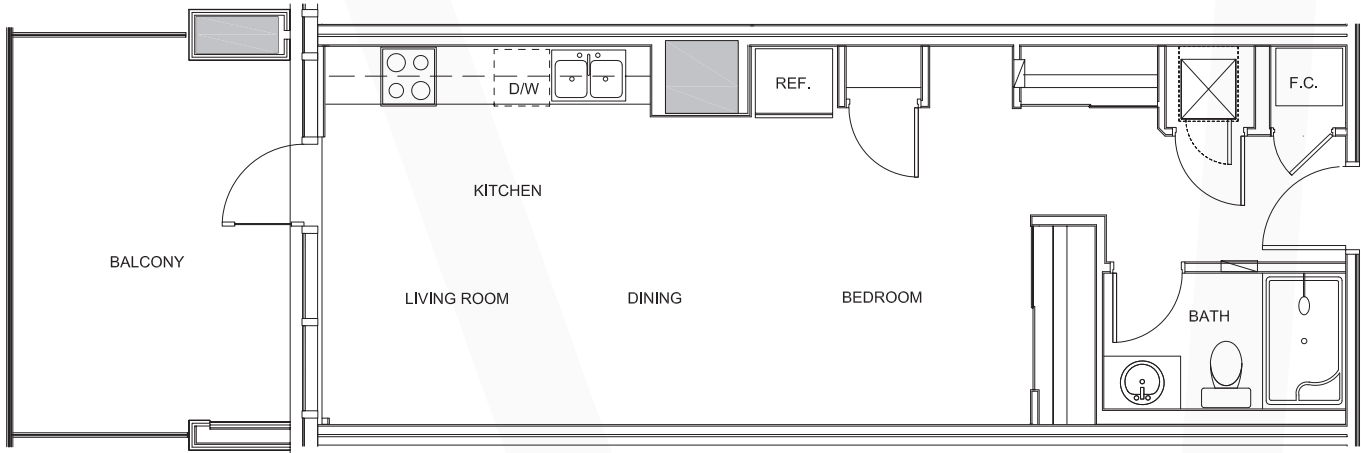 D/W
REF.
F.C.
KITCHEN
BALCONY
LIVING ROOM
DINING
BEDROOM
BATH